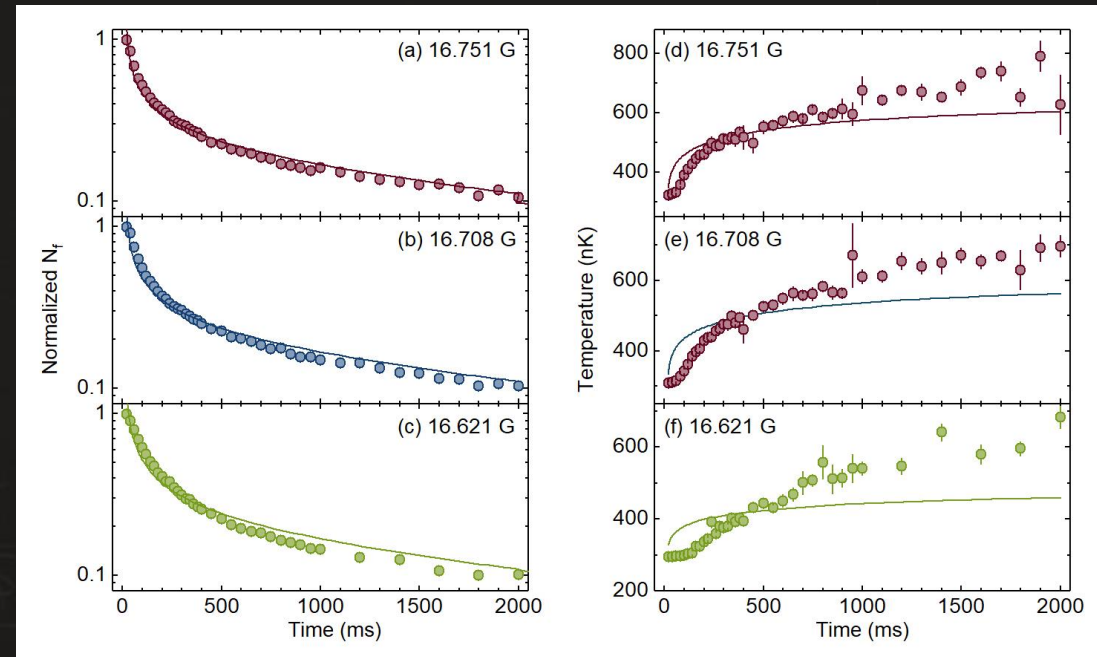 (a) 16.751 G
1
0.1
(b) 16.708 G
1
0.1
(c) 16.621 G
1
0.1
Normalized Nf
0 500 1000 1500 2000
Time (ms)
(d) 16.751 G
800
600
400
(e) 16.708 G
600
400
(f) 16.621 G
600
400
200
Temperature (nK)
0 500 1000 1500 2000
Time (ms)